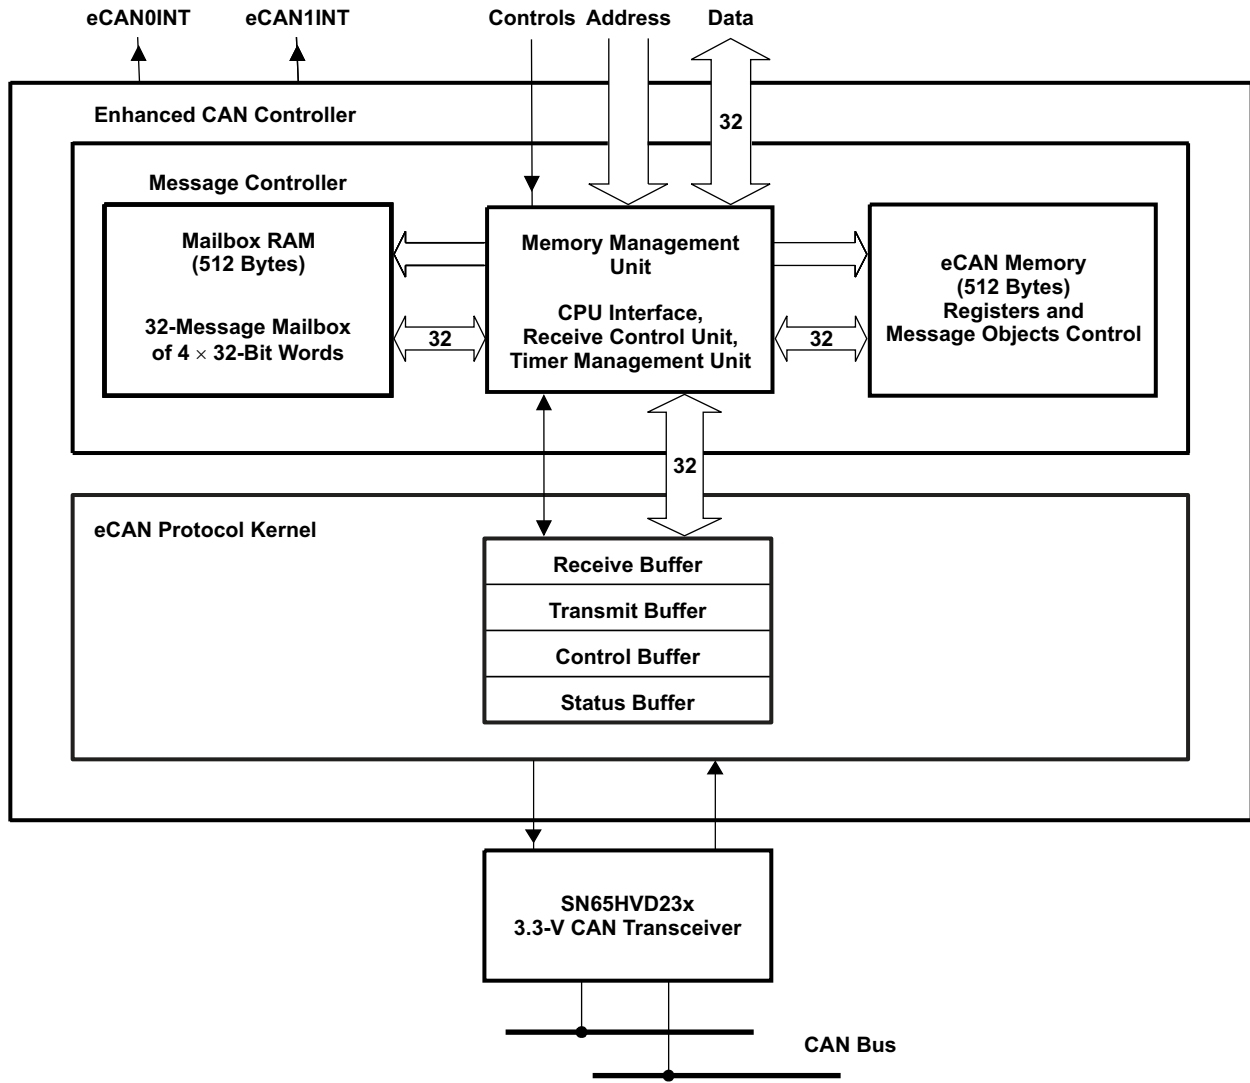 eCAN0INT eCAN1INT Controls Address Data
32
Enhanced CAN Controller
Message Controller
Mailbox RAM
(512 Bytes)
32-Message Mailbox
of 4 × 32-Bit Words
32
Memory Management
Unit
CPU Interface,
Receive Control Unit,
Timer Management Unit
32
eCAN Memory
(512 Bytes)
Registers and
Message Objects Control
32
eCAN Protocol Kernel
Receive Buffer
Transmit Buffer
Control Buffer
Status Buffer
SN65HVD23x
3.3-V CAN Transceiver
CAN Bus